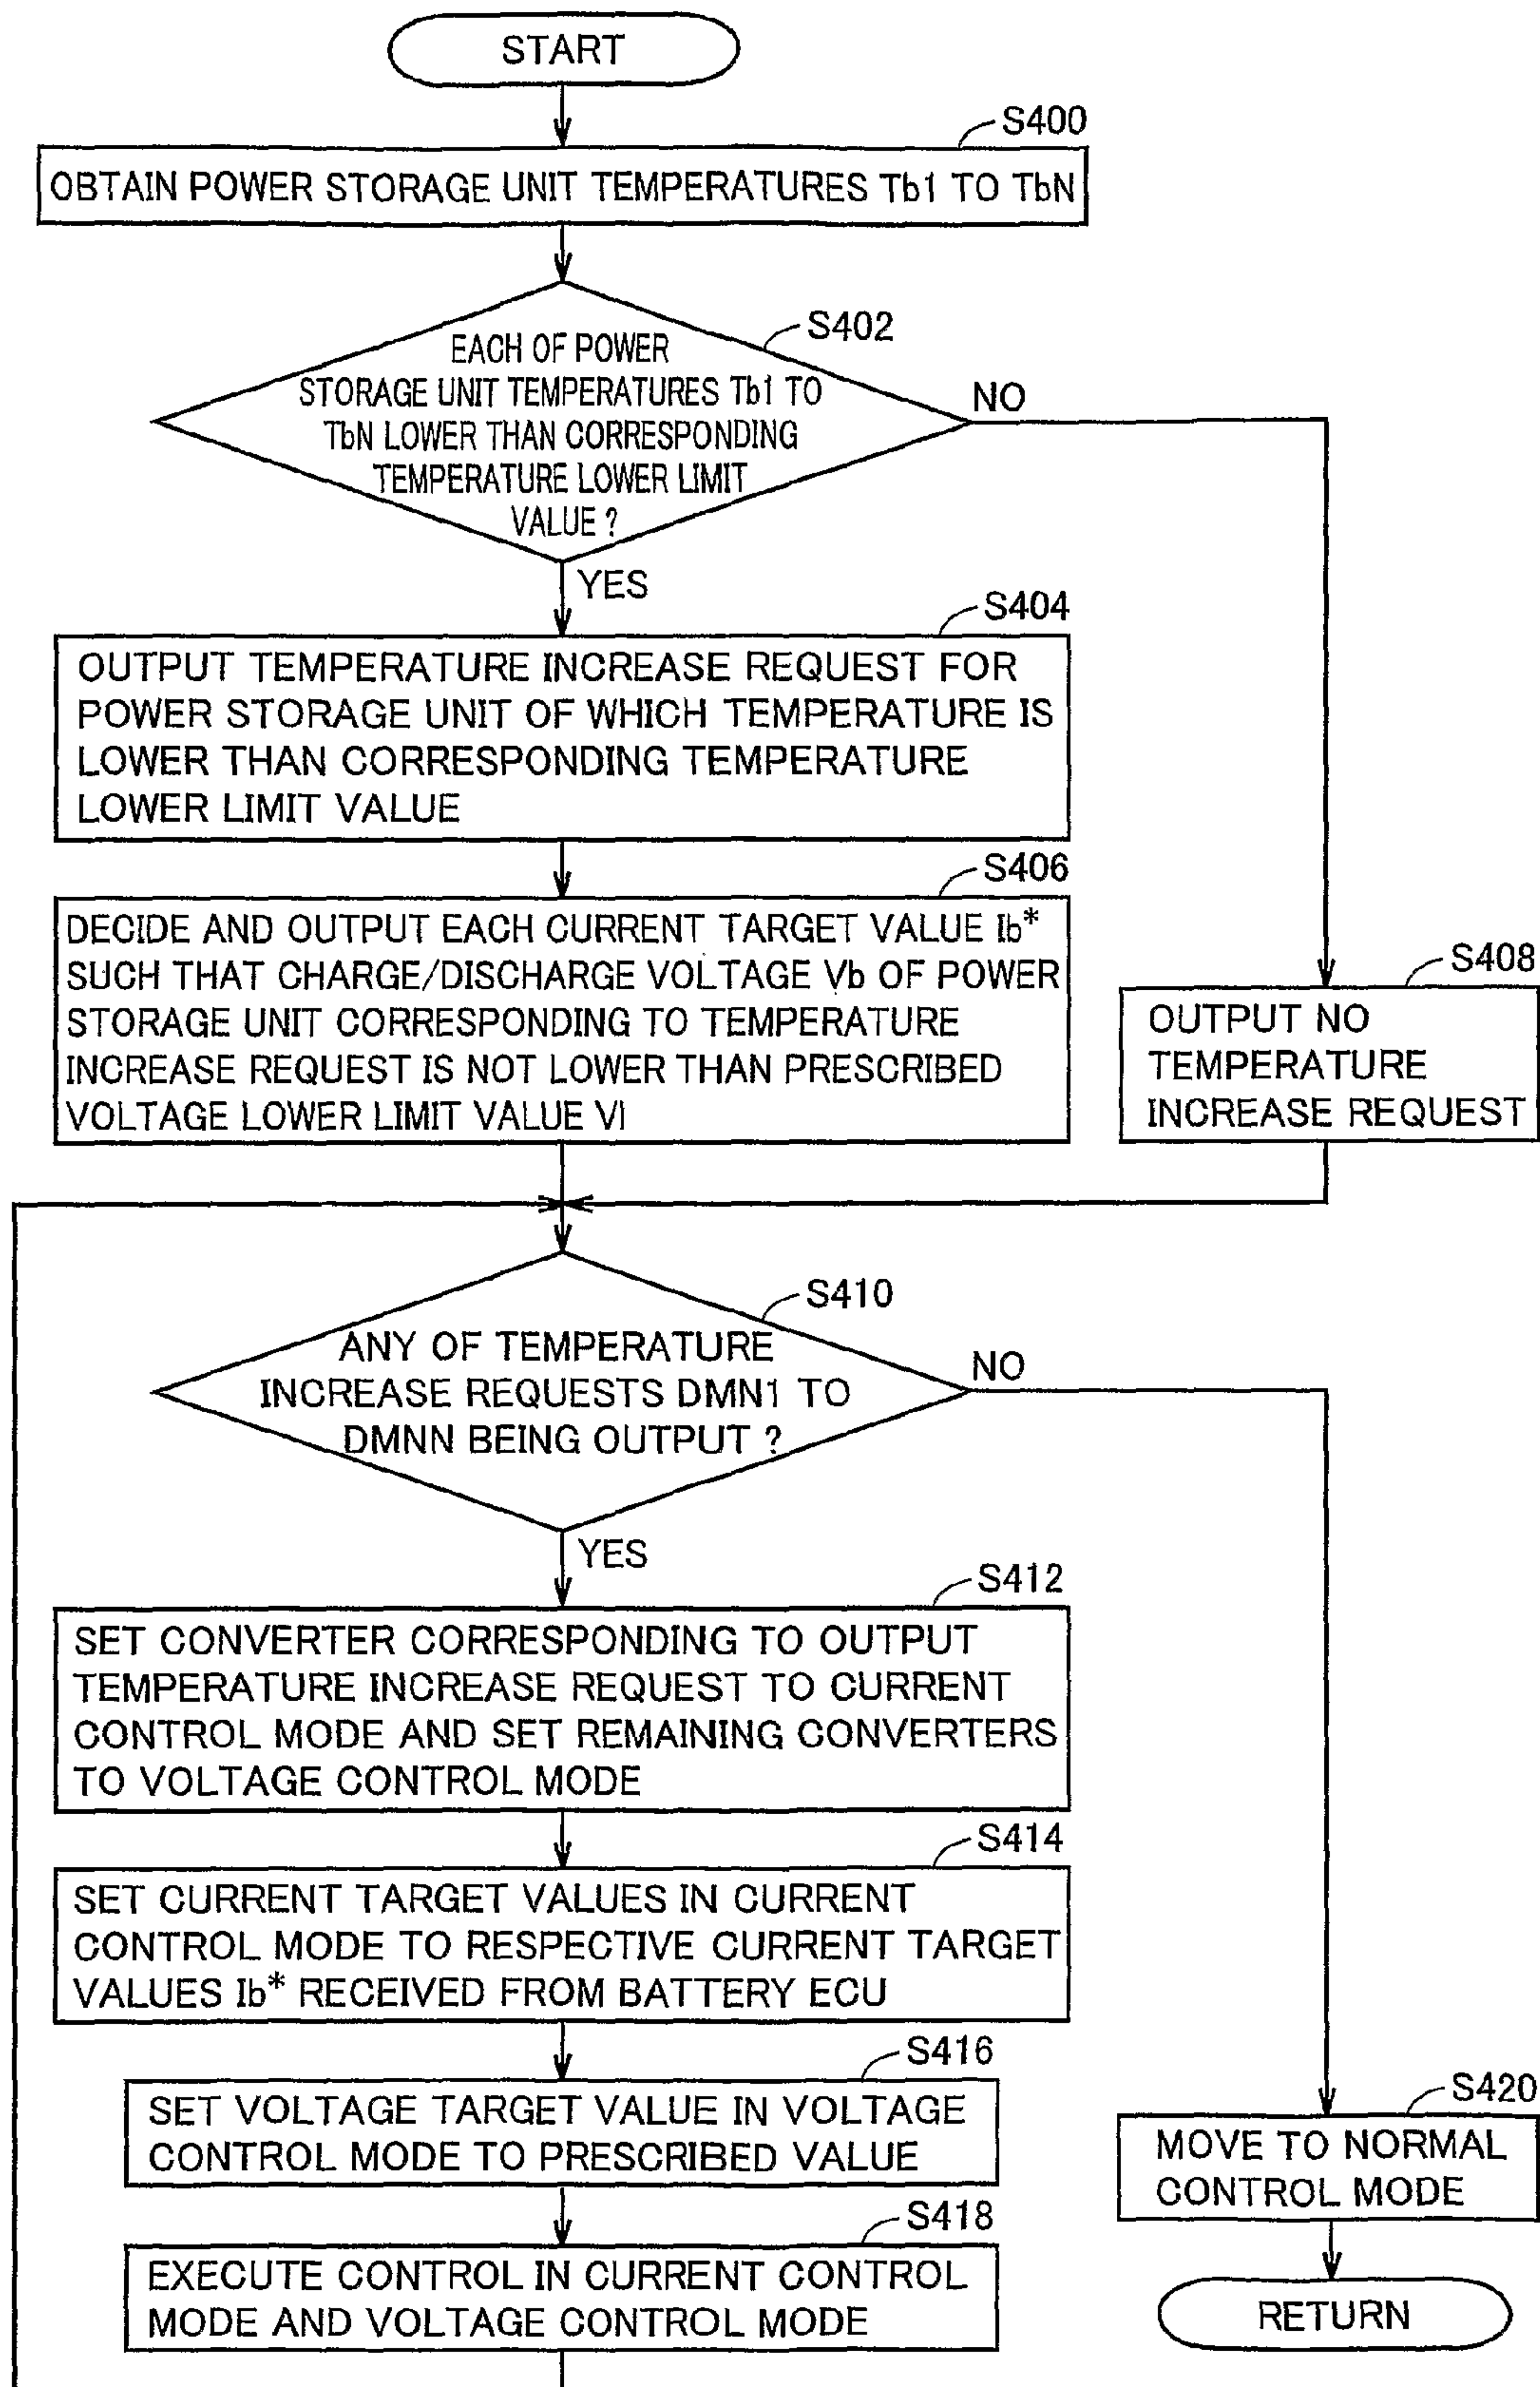 START
S400
OBTAIN POWER STORAGE UNIT TEMPERATURES Tb1 TO TbN
S402
EACH OF POWER
STORAGE UNIT TEMPERATURES Tb1 TO
TbN LOWER THAN CORRESPONDING
TEMPERATURE LOWER LIMIT
VALUE ?
NO
YES
S404
OUTPUT TEMPERATURE INCREASE REQUEST FOR
POWER STORAGE UNIT OF WHICH TEMPERATURE IS
LOWER THAN CORRESPONDING TEMPERATURE
LOWER LIMIT VALUE
S406
DECIDE AND OUTPUT EACH CURRENT TARGET VALUE Ib*
SUCH THAT CHARGE/DISCHARGE VOLTAGE Vb OF POWER
STORAGE UNIT CORRESPONDING TO TEMPERATURE
INCREASE REQUEST IS NOT LOWER THAN PRESCRIBED
VOLTAGE LOWER LIMIT VALUE Vl
S408
OUTPUT NO
TEMPERATURE
INCREASE REQUEST
S410
ANY OF TEMPERATURE
INCREASE REQUESTS DMN1 TO
DMNN BEING OUTPUT ?
NO
YES
S412
SET CONVERTER CORRESPONDING TO OUTPUT
TEMPERATURE INCREASE REQUEST TO CURRENT
CONTROL MODE AND SET REMAINING CONVERTERS
TO VOLTAGE CONTROL MODE
S414
SET CURRENT TARGET VALUES IN CURRENT
CONTROL MODE TO RESPECTIVE CURRENT TARGET
VALUES Ib* RECEIVED FROM BATTERY ECU
S416
SET VOLTAGE TARGET VALUE IN VOLTAGE
CONTROL MODE TO PRESCRIBED VALUE
S418
EXECUTE CONTROL IN CURRENT CONTROL
MODE AND VOLTAGE CONTROL MODE
S420
MOVE TO NORMAL
CONTROL MODE
RETURN